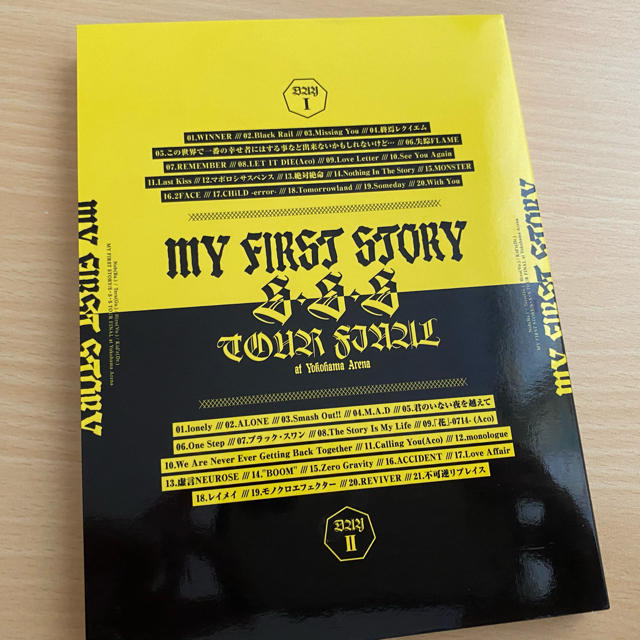 DAY
I
01.WINNER /// 02.Black Rail /// 03.Missing You /// 04.終焉レクイエム
05.この世界で一番の幸せ者にはする事など出来ないかもしれないけど… /// 06.失踪FLAME
07.REMEMBER /// 08.LET IT DIE(Aco) /// 09.Love Letter /// 10.See You Again
11.Last Kiss /// 12.マボロシサスペンス /// 13.絶対絶命 /// 14.Nothing In The Story /// 15.MONSTER
16.2FACE /// 17.CHiLD -error- /// 18.Tomorrowland /// 19.Someday /// 20.With You
MY FIRST STORY
S·S·S
TOUR FINAL
at Yokohama Arena
01.lonely /// 02.ALONE /// 03.Smash Out!! /// 04.M.A.D /// 05.君のいない夜を越えて
06.One Step /// 07.ブラック・スワン /// 08.The Story Is My Life /// 09.「花」-0714- (Aco)
10.We Are Never Ever Getting Back Together /// 11.Calling You(Aco) /// 12.monologue
13.虚言NEUROSE /// 14."BOOM" /// 15.Zero Gravity /// 16.ACCIDENT /// 17.Love Affair
18.レイメイ /// 19.モノクロエフェクター /// 20.REVIVER /// 21.不可逆リプレイス
DAY
II
MY FIRST STORY
MY FIRST STORY